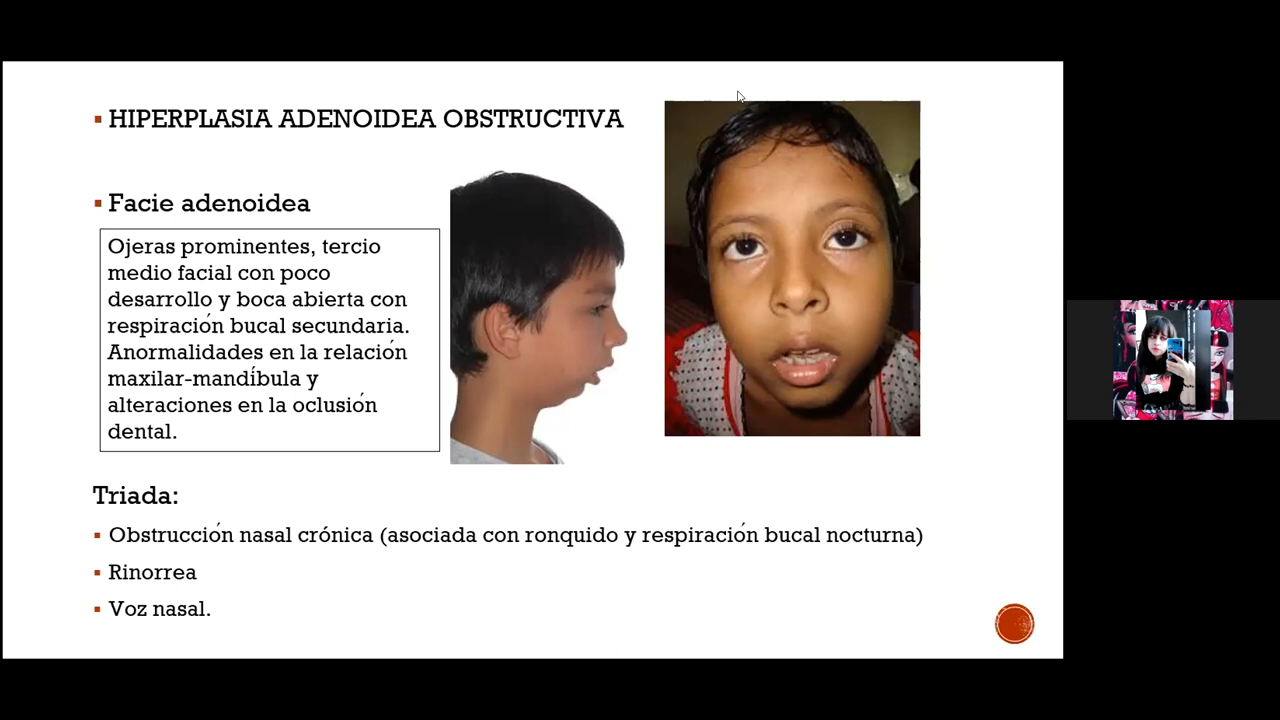 HIPERPLASIA ADENOIDEA OBSTRUCTIVA
Facie adenoidea
Ojeras prominentes, tercio
medio facial con poco
desarrollo y boca abierta con
respiración bucal secundaria.
Anormalidades en la relación
maxilar-mandíbula y
alteraciones en la oclusión
dental.
Triada:
Obstrucción nasal crónica (asociada con ronquido y respiración bucal nocturna)
Rinorrea
Voz nasal.